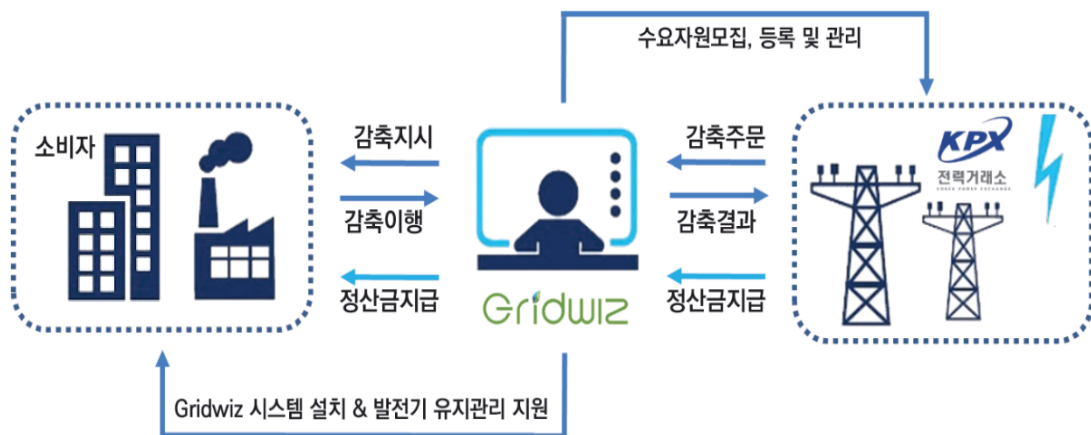 수요자원모집, 등록 및 관리
소비자
감축지시
감축이행
정산금지급
Gridwiz
감축주문
감축결과
정산금지급
KPX
전력거래소
KOREA POWER EXCHANGE
Gridwiz 시스템 설치 & 발전기 유지관리 지원